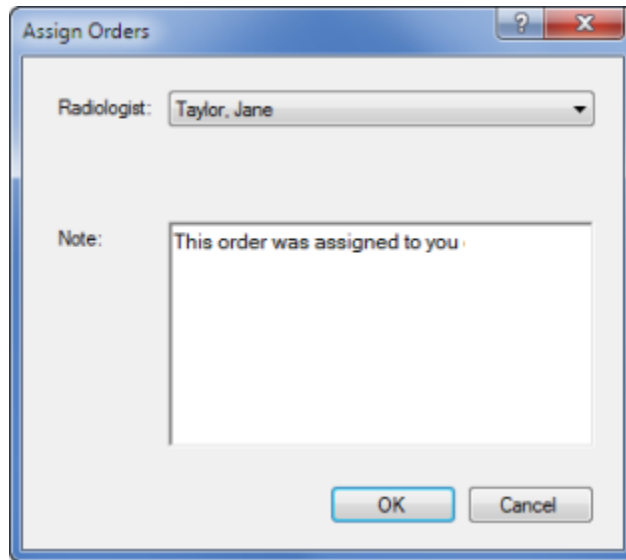 Assign Orders
?
X
Radiologist: Taylor, Jane
Note: This order was assigned to you
OK Cancel